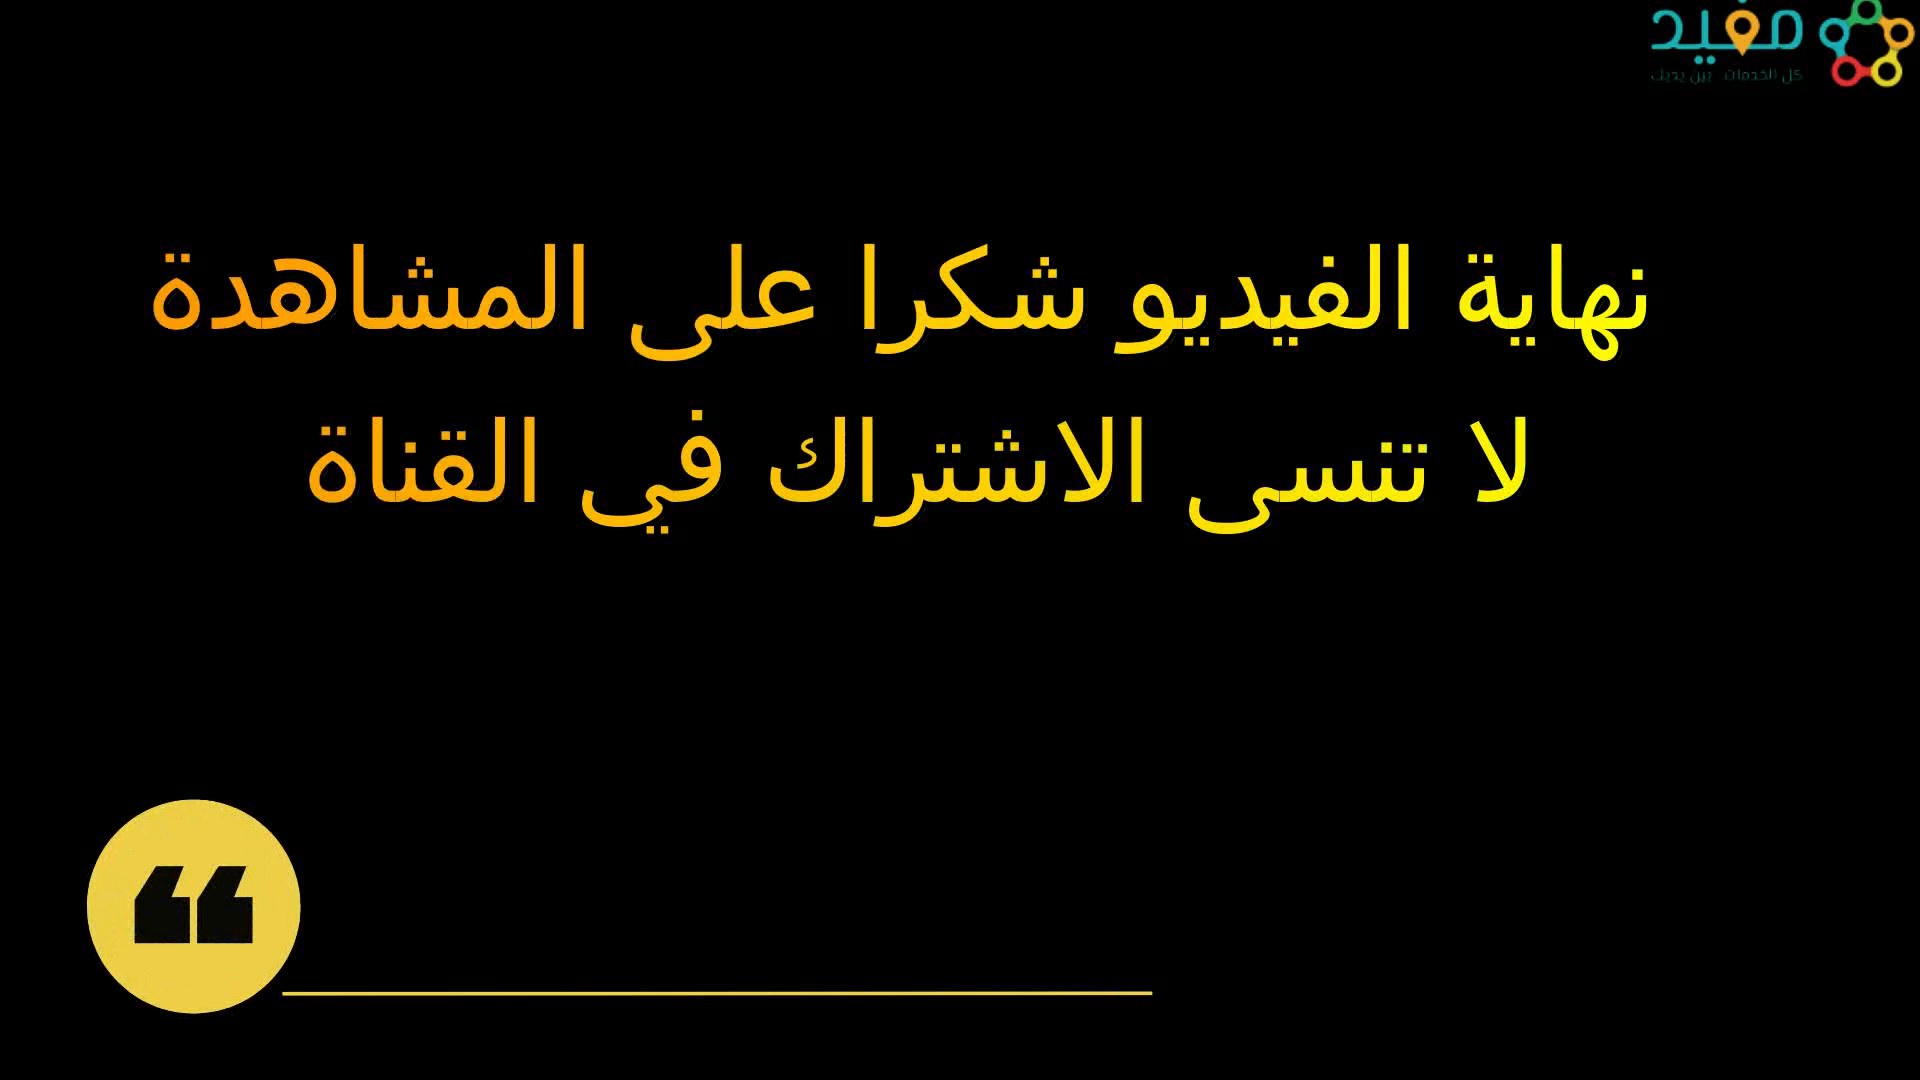 مفيد
كل الخدمات بين يديك
نهاية الفيديو شكرا على المشاهدة
لا تنسى الاشتراك في القناة
❝